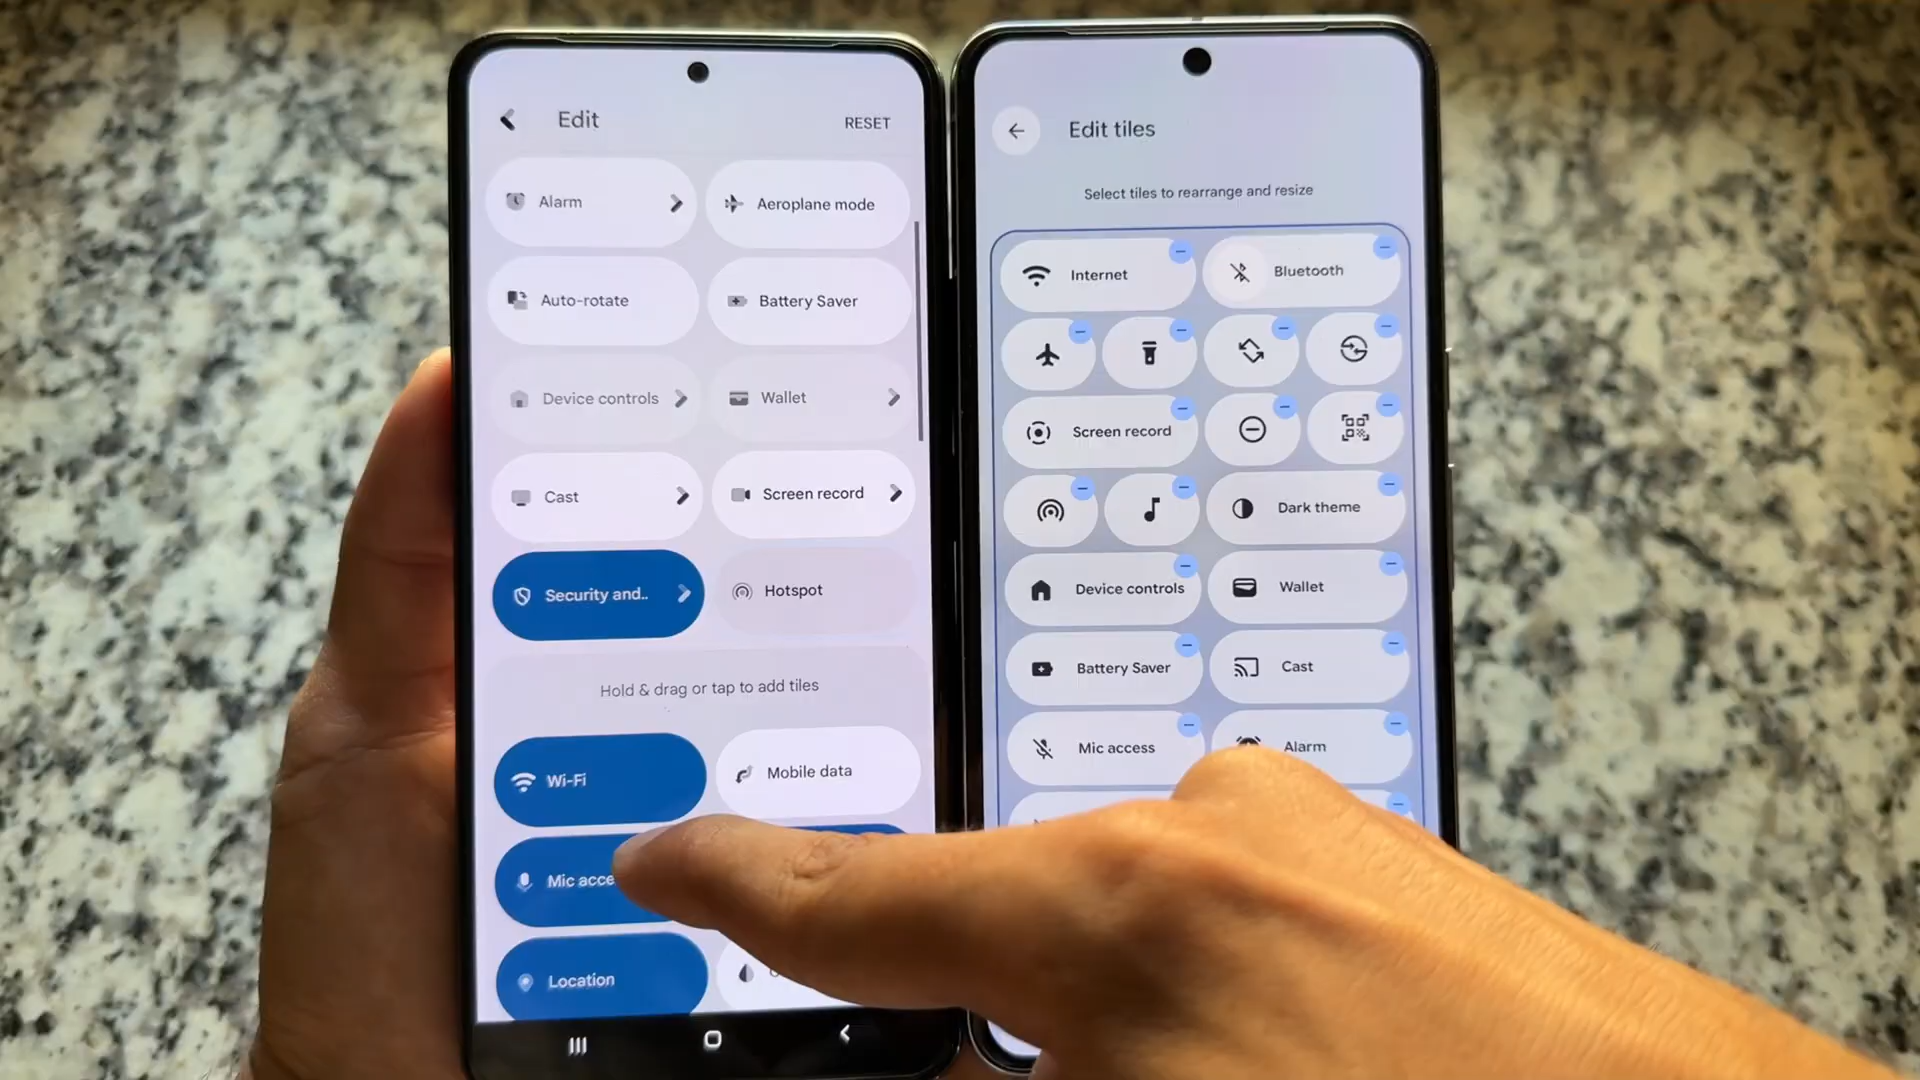 Edit
RESET
Alarm
Aeroplane mode
Auto-rotate
Battery Saver
Device controls
Wallet
Cast
Screen record
Security and..
Hotspot
Hold & drag or tap to add tiles
Wi-Fi
Mobile data
Mic acce
Location
Edit tiles
Select tiles to rearrange and resize
Internet
Bluetooth
Screen record
Dark theme
Device controls
Wallet
Battery Saver
Cast
Mic access
Alarm